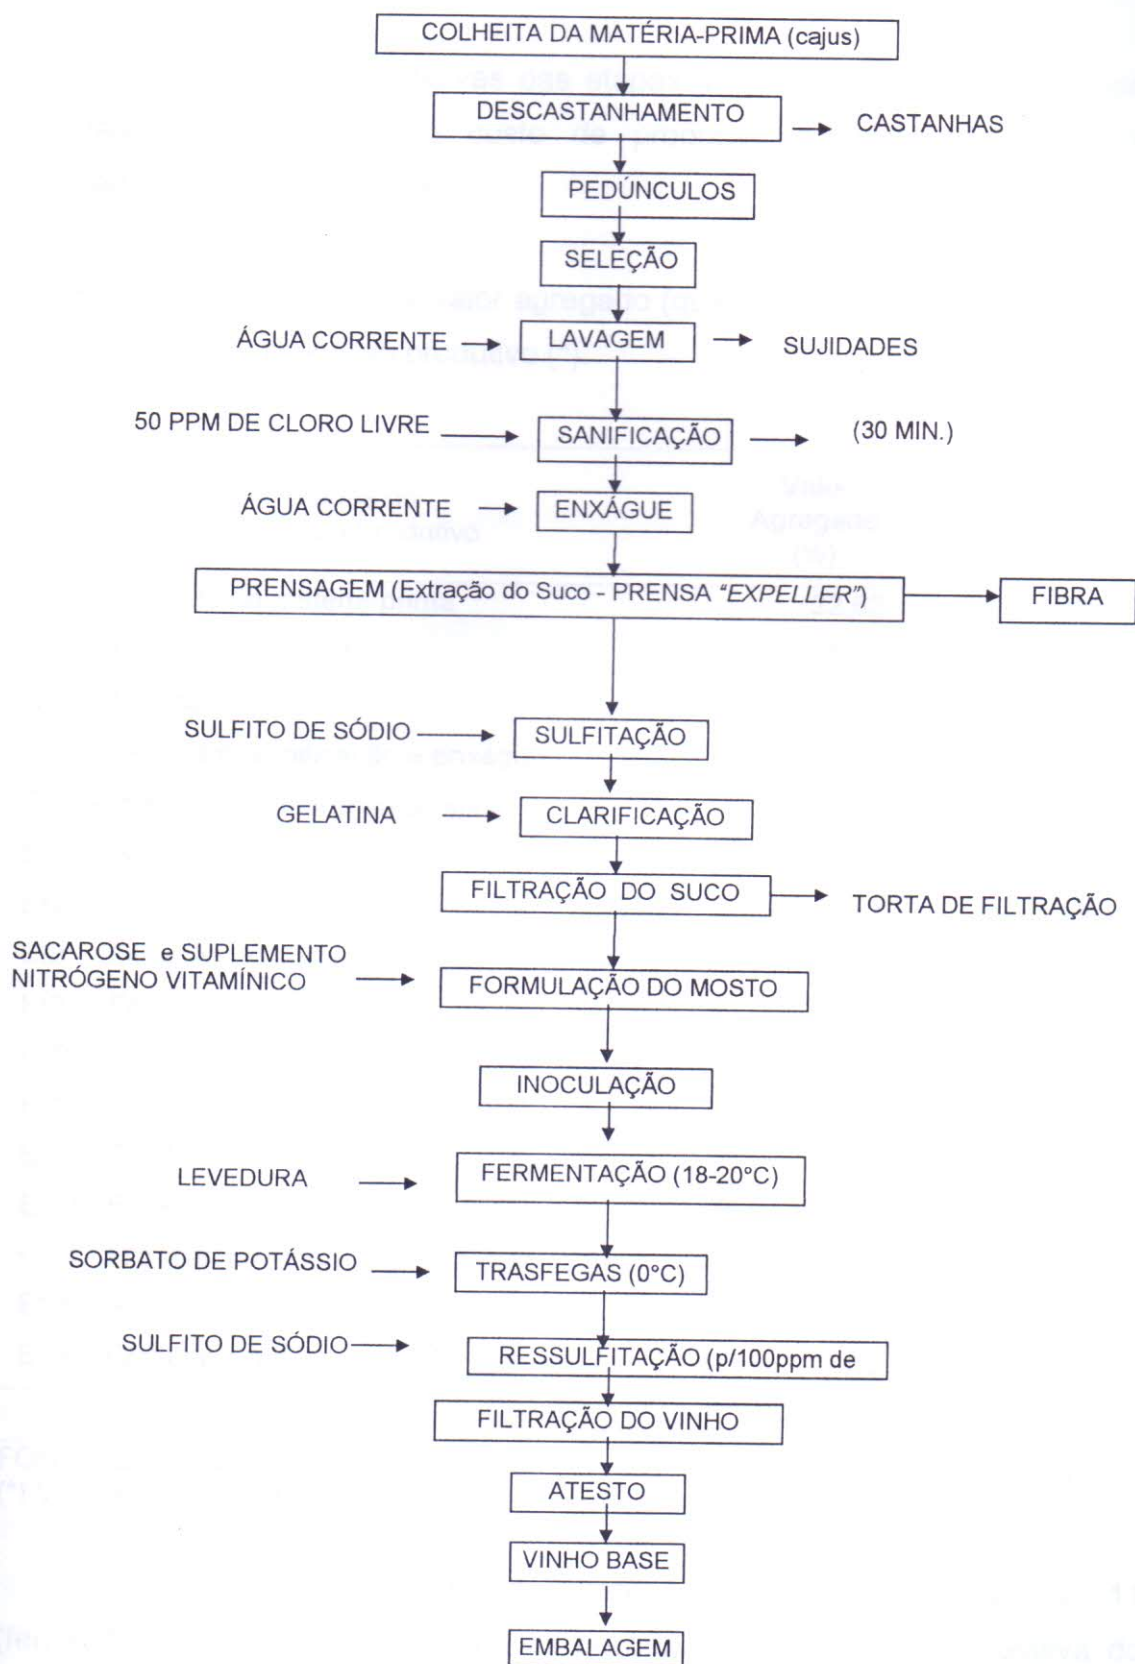 COLHEITA DA MATÉRIA-PRIMA (cajus)
DESCASTANHAMENTO
CASTANHAS
PEDÚNCULOS
SELEÇÃO
ÁGUA CORRENTE
LAVAGEM
SUJIDADES
50 PPM DE CLORO LIVRE
SANIFICAÇÃO
(30 MIN.)
ÁGUA CORRENTE
ENXÁGUE
PRENSAGEM (Extração do Suco - PRENSA “EXPELLER”)
FIBRA
SULFITO DE SÓDIO
SULFITAÇÃO
GELATINA
CLARIFICAÇÃO
FILTRAÇÃO DO SUCO
TORTA DE FILTRAÇÃO
SACAROSE e SUPLEMENTO
NITRÓGENO VITAMÍNICO
FORMULAÇÃO DO MOSTO
INOCULAÇÃO
LEVEDURA
FERMENTAÇÃO (18-20°C)
SORBATO DE POTÁSSIO
TRASFEGAS (0°C)
SULFITO DE SÓDIO
RESSULFITAÇÃO (p/100ppm de
FILTRAÇÃO DO VINHO
ATESTO
VINHO BASE
EMBALAGEM